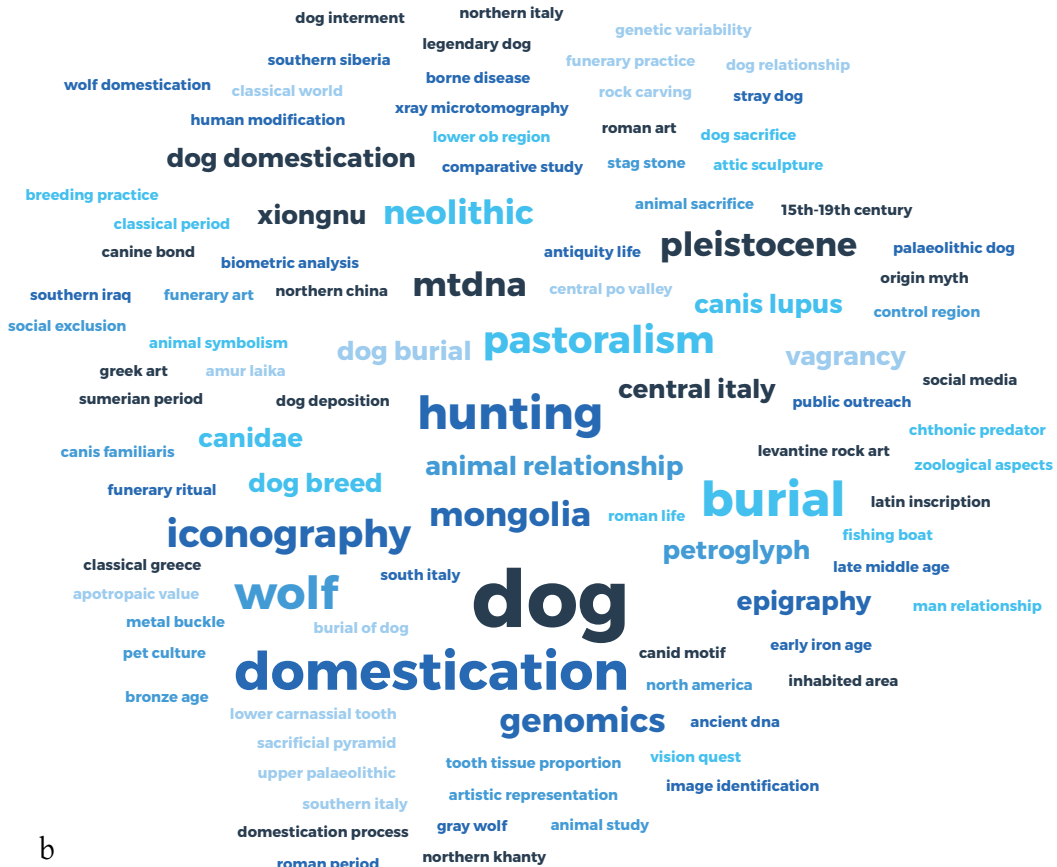 dog interment
northern italy
genetic variability
legendary dog
southern siberia
funerary practice
dog relationship
wolf domestication
classical world
borne disease
rock carving
stray dog
human modification
xray microtomography
lower ob region
roman art
dog sacrifice
dog domestication
comparative study
stag stone
attic sculpture
breeding practice
classical period
xiongnu
neolithic
animal sacrifice
15th-19th century
canine bond
biometric analysis
antiquity life
pleistocene
palaeolithic dog
southern iraq
funerary art
northern china
mtdna
central po valley
origin myth
canis lupus
control region
social exclusion
animal symbolism
dog burial
pastoralism
vagrancy
greek art
amur laika
sumerian period
dog deposition
hunting
central italy
social media
public outreach
canis familiaris
canidae
chthonic predator
levantine rock art
zoological aspects
funerary ritual
dog breed
animal relationship
burial
latin inscription
iconography
mongolia
roman life
petroglyph
fishing boat
late middle age
classical greece
south italy
apotropaic value
wolf
dog
epigraphy
man relationship
metal buckle
burial of dog
pet culture
domestication
canid motif
early iron age
north america
inhabited area
bronze age
lower carnassial tooth
genomics
ancient dna
sacrificial pyramid
upper palaeolithic
tooth tissue proportion
vision quest
southern italy
artistic representation
image identification
domestication process
gray wolf
animal study
b
roman period
northern khanty